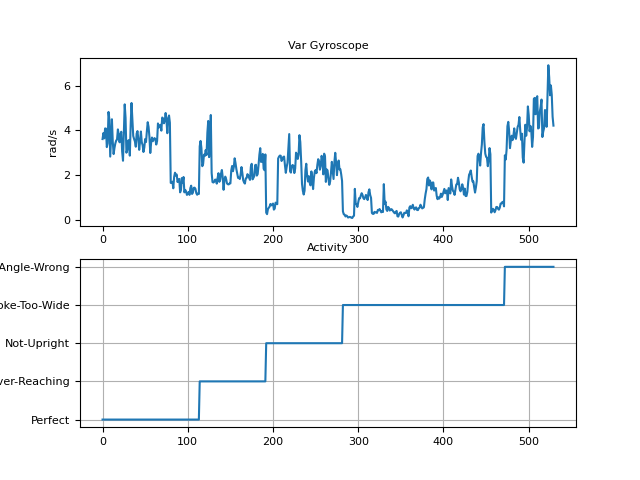 Var Gyroscope
rad/s
6
4
2
0
0 100 200 300 400 500
Activity
Angle-Wrong
oke-Too-Wide
Not-Upright
ver-Reaching
Perfect
0 100 200 300 400 500